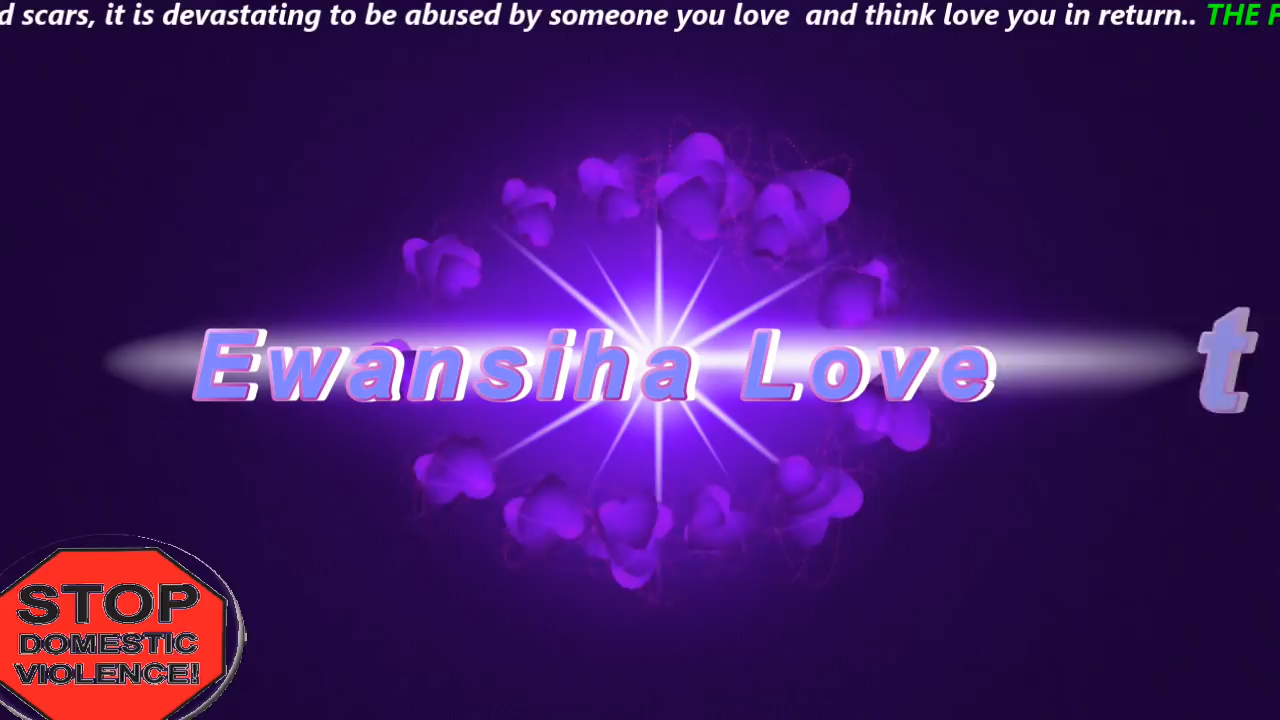 scars, it is devastating to be abused by someone you love and think love you in return.. THE
Ewansiha Love t
STOP
DOMESTIC
VIOLENCE!